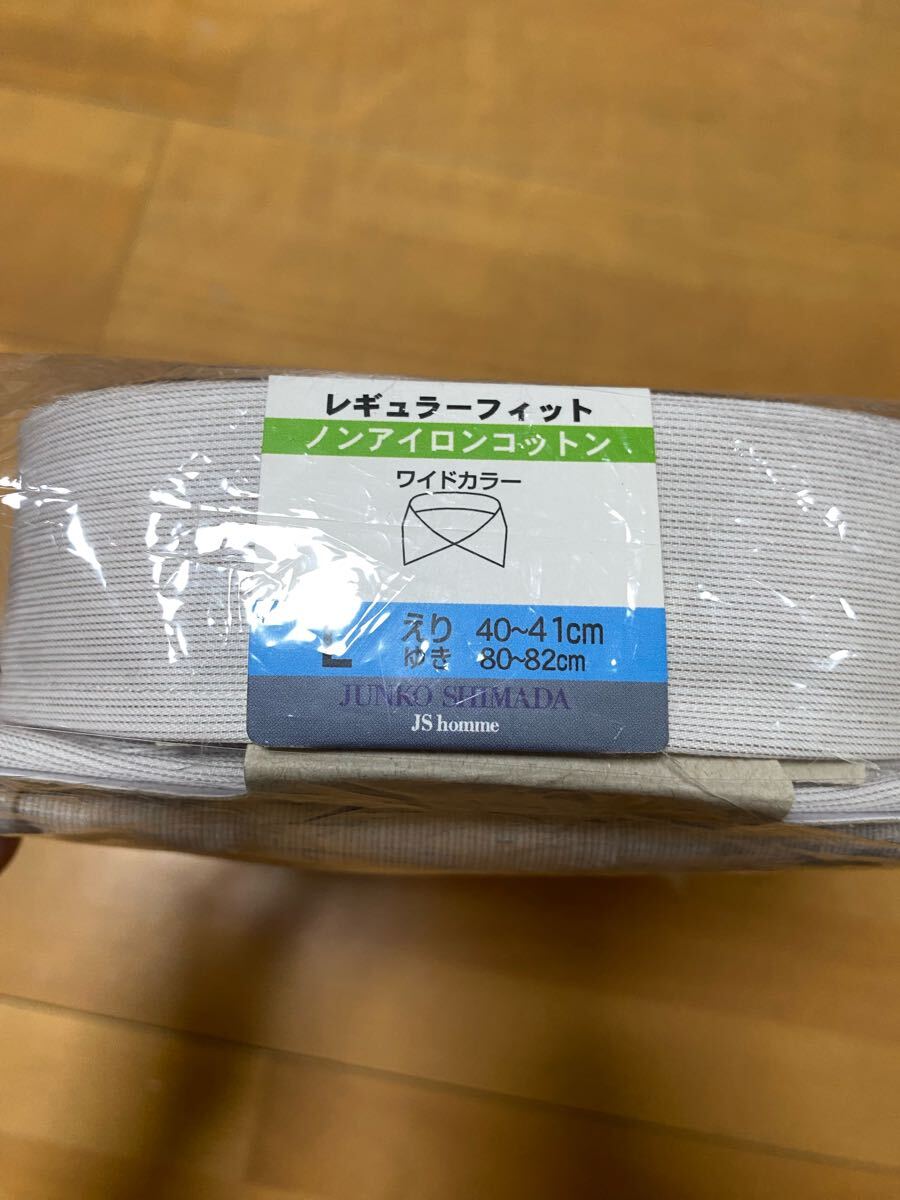 レギュラーフィット
ノンアイロンコットン
ワイドカラー
L えり 40~41cm
ゆき 80~82cm
JUNKO SHIMADA
JS homme